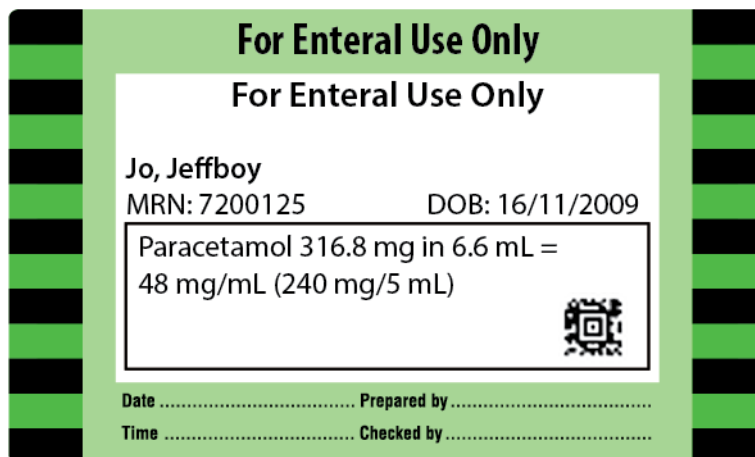 For Enteral Use Only
For Enteral Use Only
Jo, Jeffboy
MRN: 7200125 DOB: 16/11/2009
Paracetamol 316.8 mg in 6.6 mL =
48 mg/mL (240 mg/5 mL)
Date .................................... Prepared by .....................................
Time ................................... Checked by ......................................